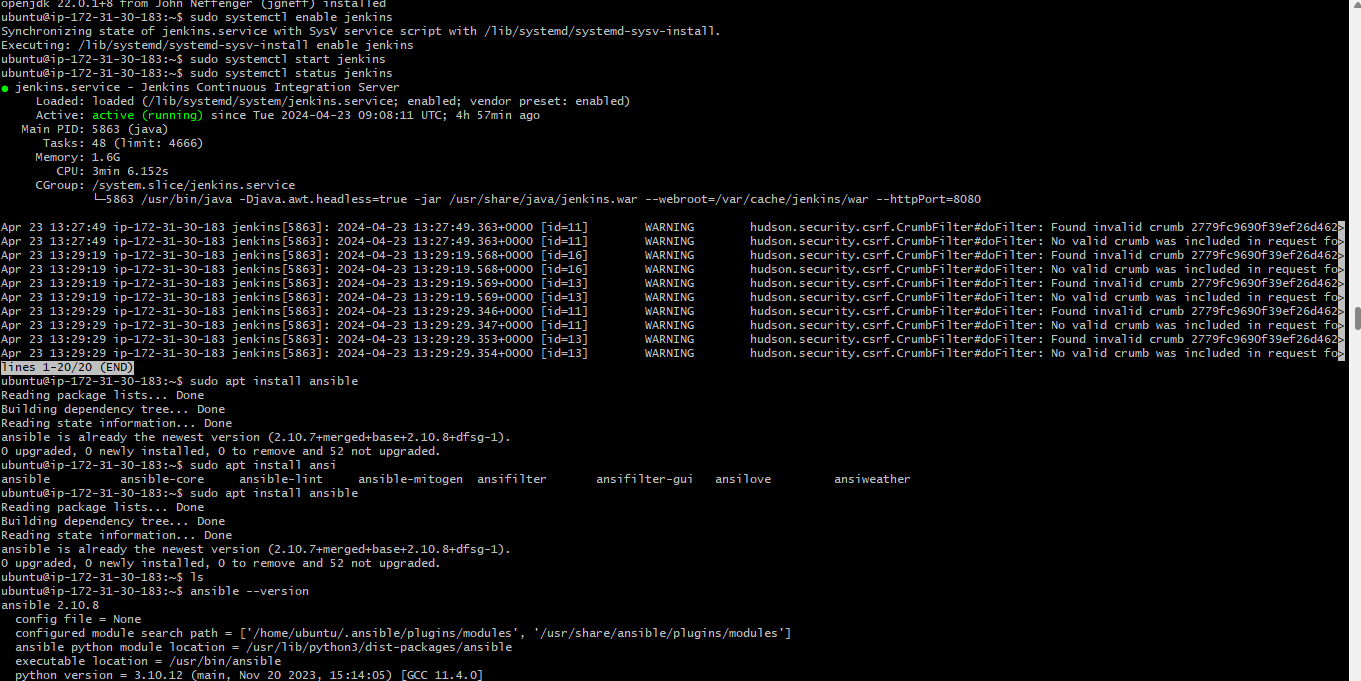 openjdk 22.0.1+8 from John Neffenger (jgneff) installed
ubuntu@ip-172-31-30-183:~$ sudo systemctl enable jenkins
Synchronizing state of jenkins.service with SysV service script with /lib/systemd/systemd-sysv-install.
Executing: /lib/systemd/systemd-sysv-install enable jenkins
ubuntu@ip-172-31-30-183:~$ sudo systemctl start jenkins
ubuntu@ip-172-31-30-183:~$ sudo systemctl status jenkins
● jenkins.service - Jenkins Continuous Integration Server
     Loaded: loaded (/lib/systemd/system/jenkins.service; enabled; vendor preset: enabled)
     Active: active (running) since Tue 2024-04-23 09:08:11 UTC; 4h 57min ago
   Main PID: 5863 (java)
      Tasks: 48 (limit: 4666)
     Memory: 1.6G
        CPU: 3min 6.152s
     CGroup: /system.slice/jenkins.service
             └─5863 /usr/bin/java -Djava.awt.headless=true -jar /usr/share/java/jenkins.war --webroot=/var/cache/jenkins/war --httpPort=8080
Apr 23 13:27:49 ip-172-31-30-183 jenkins[5863]: 2024-04-23 13:27:49.363+0000 [id=11]        WARNING        hudson.security.csrf.CrumbFilter#doFilter: Found invalid crumb 2779fc9690f39ef26d462>
Apr 23 13:27:49 ip-172-31-30-183 jenkins[5863]: 2024-04-23 13:27:49.363+0000 [id=11]        WARNING        hudson.security.csrf.CrumbFilter#doFilter: No valid crumb was included in request fo>
Apr 23 13:29:19 ip-172-31-30-183 jenkins[5863]: 2024-04-23 13:29:19.568+0000 [id=16]        WARNING        hudson.security.csrf.CrumbFilter#doFilter: Found invalid crumb 2779fc9690f39ef26d462>
Apr 23 13:29:19 ip-172-31-30-183 jenkins[5863]: 2024-04-23 13:29:19.568+0000 [id=16]        WARNING        hudson.security.csrf.CrumbFilter#doFilter: No valid crumb was included in request fo>
Apr 23 13:29:19 ip-172-31-30-183 jenkins[5863]: 2024-04-23 13:29:19.569+0000 [id=13]        WARNING        hudson.security.csrf.CrumbFilter#doFilter: Found invalid crumb 2779fc9690f39ef26d462>
Apr 23 13:29:19 ip-172-31-30-183 jenkins[5863]: 2024-04-23 13:29:19.569+0000 [id=13]        WARNING        hudson.security.csrf.CrumbFilter#doFilter: No valid crumb was included in request fo>
Apr 23 13:29:29 ip-172-31-30-183 jenkins[5863]: 2024-04-23 13:29:29.346+0000 [id=11]        WARNING        hudson.security.csrf.CrumbFilter#doFilter: Found invalid crumb 2779fc9690f39ef26d462>
Apr 23 13:29:29 ip-172-31-30-183 jenkins[5863]: 2024-04-23 13:29:29.347+0000 [id=11]        WARNING        hudson.security.csrf.CrumbFilter#doFilter: No valid crumb was included in request fo>
Apr 23 13:29:29 ip-172-31-30-183 jenkins[5863]: 2024-04-23 13:29:29.353+0000 [id=13]        WARNING        hudson.security.csrf.CrumbFilter#doFilter: Found invalid crumb 2779fc9690f39ef26d462>
Apr 23 13:29:29 ip-172-31-30-183 jenkins[5863]: 2024-04-23 13:29:29.354+0000 [id=13]        WARNING        hudson.security.csrf.CrumbFilter#doFilter: No valid crumb was included in request fo>
lines 1-20/20 (END)
ubuntu@ip-172-31-30-183:~$ sudo apt install ansible
Reading package lists... Done
Building dependency tree... Done
Reading state information... Done
ansible is already the newest version (2.10.7+merged+base+2.10.8+dfsg-1).
0 upgraded, 0 newly installed, 0 to remove and 52 not upgraded.
ubuntu@ip-172-31-30-183:~$ sudo apt install ansi
ansible          ansible-core     ansible-lint     ansible-mitogen  ansifilter       ansifilter-gui   ansilove         ansiweather
ubuntu@ip-172-31-30-183:~$ sudo apt install ansible
Reading package lists... Done
Building dependency tree... Done
Reading state information... Done
ansible is already the newest version (2.10.7+merged+base+2.10.8+dfsg-1).
0 upgraded, 0 newly installed, 0 to remove and 52 not upgraded.
ubuntu@ip-172-31-30-183:~$ ls
ubuntu@ip-172-31-30-183:~$ ansible --version
ansible 2.10.8
  config file = None
  configured module search path = ['/home/ubuntu/.ansible/plugins/modules', '/usr/share/ansible/plugins/modules']
  ansible python module location = /usr/lib/python3/dist-packages/ansible
  executable location = /usr/bin/ansible
  python version = 3.10.12 (main, Nov 20 2023, 15:14:05) [GCC 11.4.0]